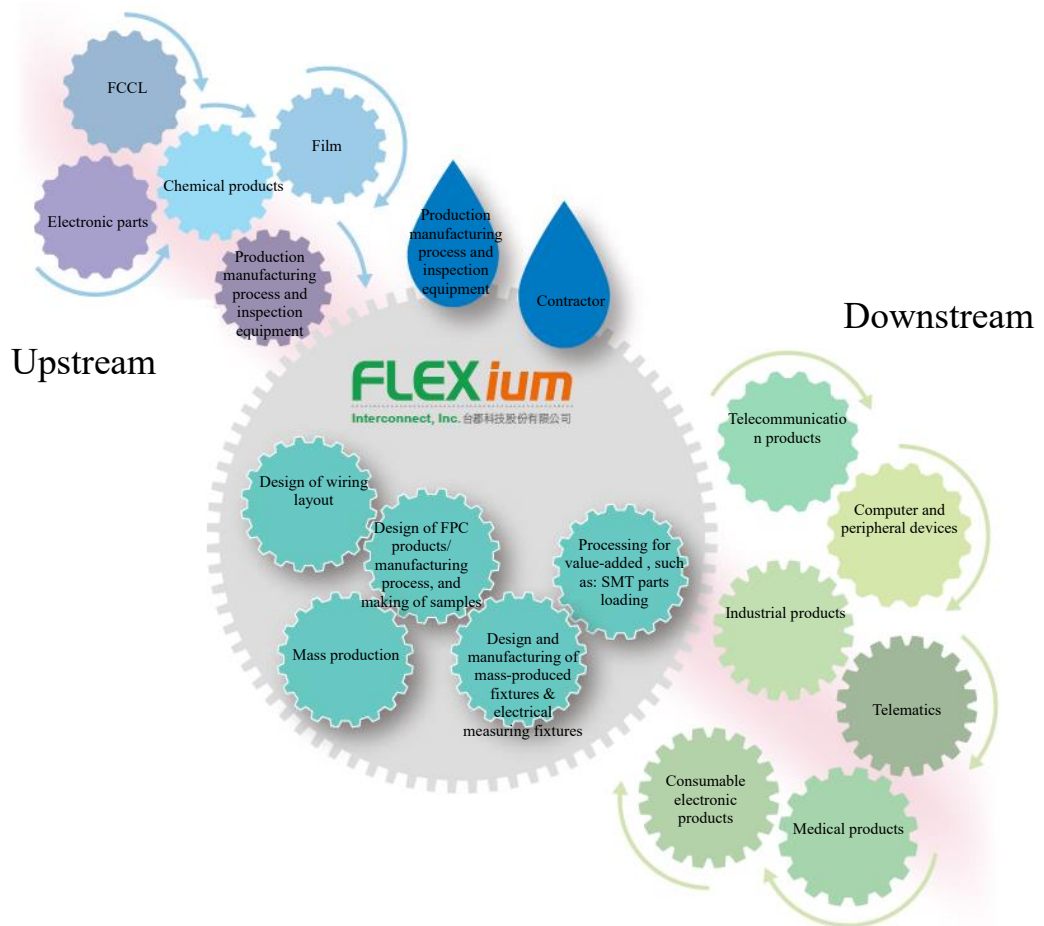 FCCL
Film
Chemical products
Electronic parts
Production
manufacturing
process and
inspection
equipment
Upstream
Production
manufacturing
process and
inspection
equipment
Contractor
Downstream
FLEXium
Interconnect, Inc. 台郡科技股份有限公司
Design of wiring
layout
Design of FPC
products/
manufacturing
process, and
making of samples
Processing for
value-added , such
as: SMT parts
loading
Mass production
Design and
manufacturing of
mass-produced
fixtures &
electrical
measuring fixtures
Telecommunicatio
n products
Computer and
peripheral devices
Industrial products
Telematics
Consumable
electronic
products
Medical products